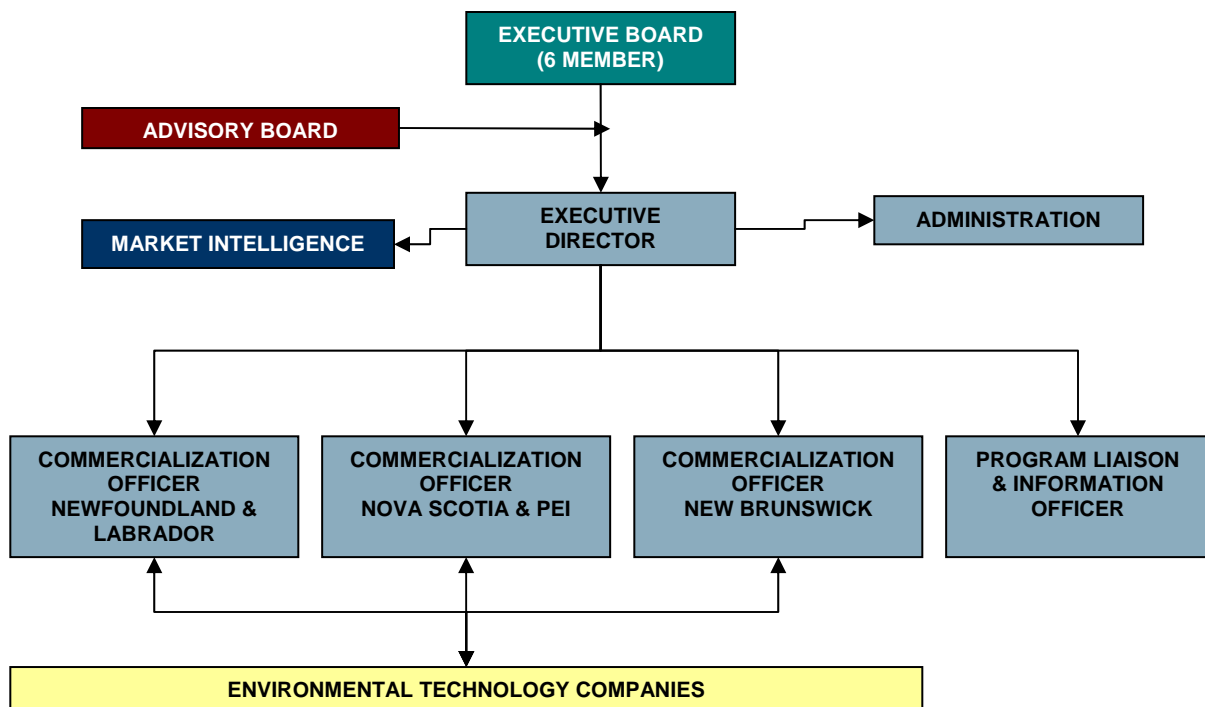 EXECUTIVE BOARD
(6 MEMBER)
ADVISORY BOARD
EXECUTIVE
DIRECTOR
ADMINISTRATION
MARKET INTELLIGENCE
COMMERCIALIZATION
OFFICER
NEWFOUNDLAND &
LABRADOR
COMMERCIALIZATION
OFFICER
NOVA SCOTIA & PEI
COMMERCIALIZATION
OFFICER
NEW BRUNSWICK
PROGRAM LIAISON
& INFORMATION
OFFICER
ENVIRONMENTAL TECHNOLOGY COMPANIES